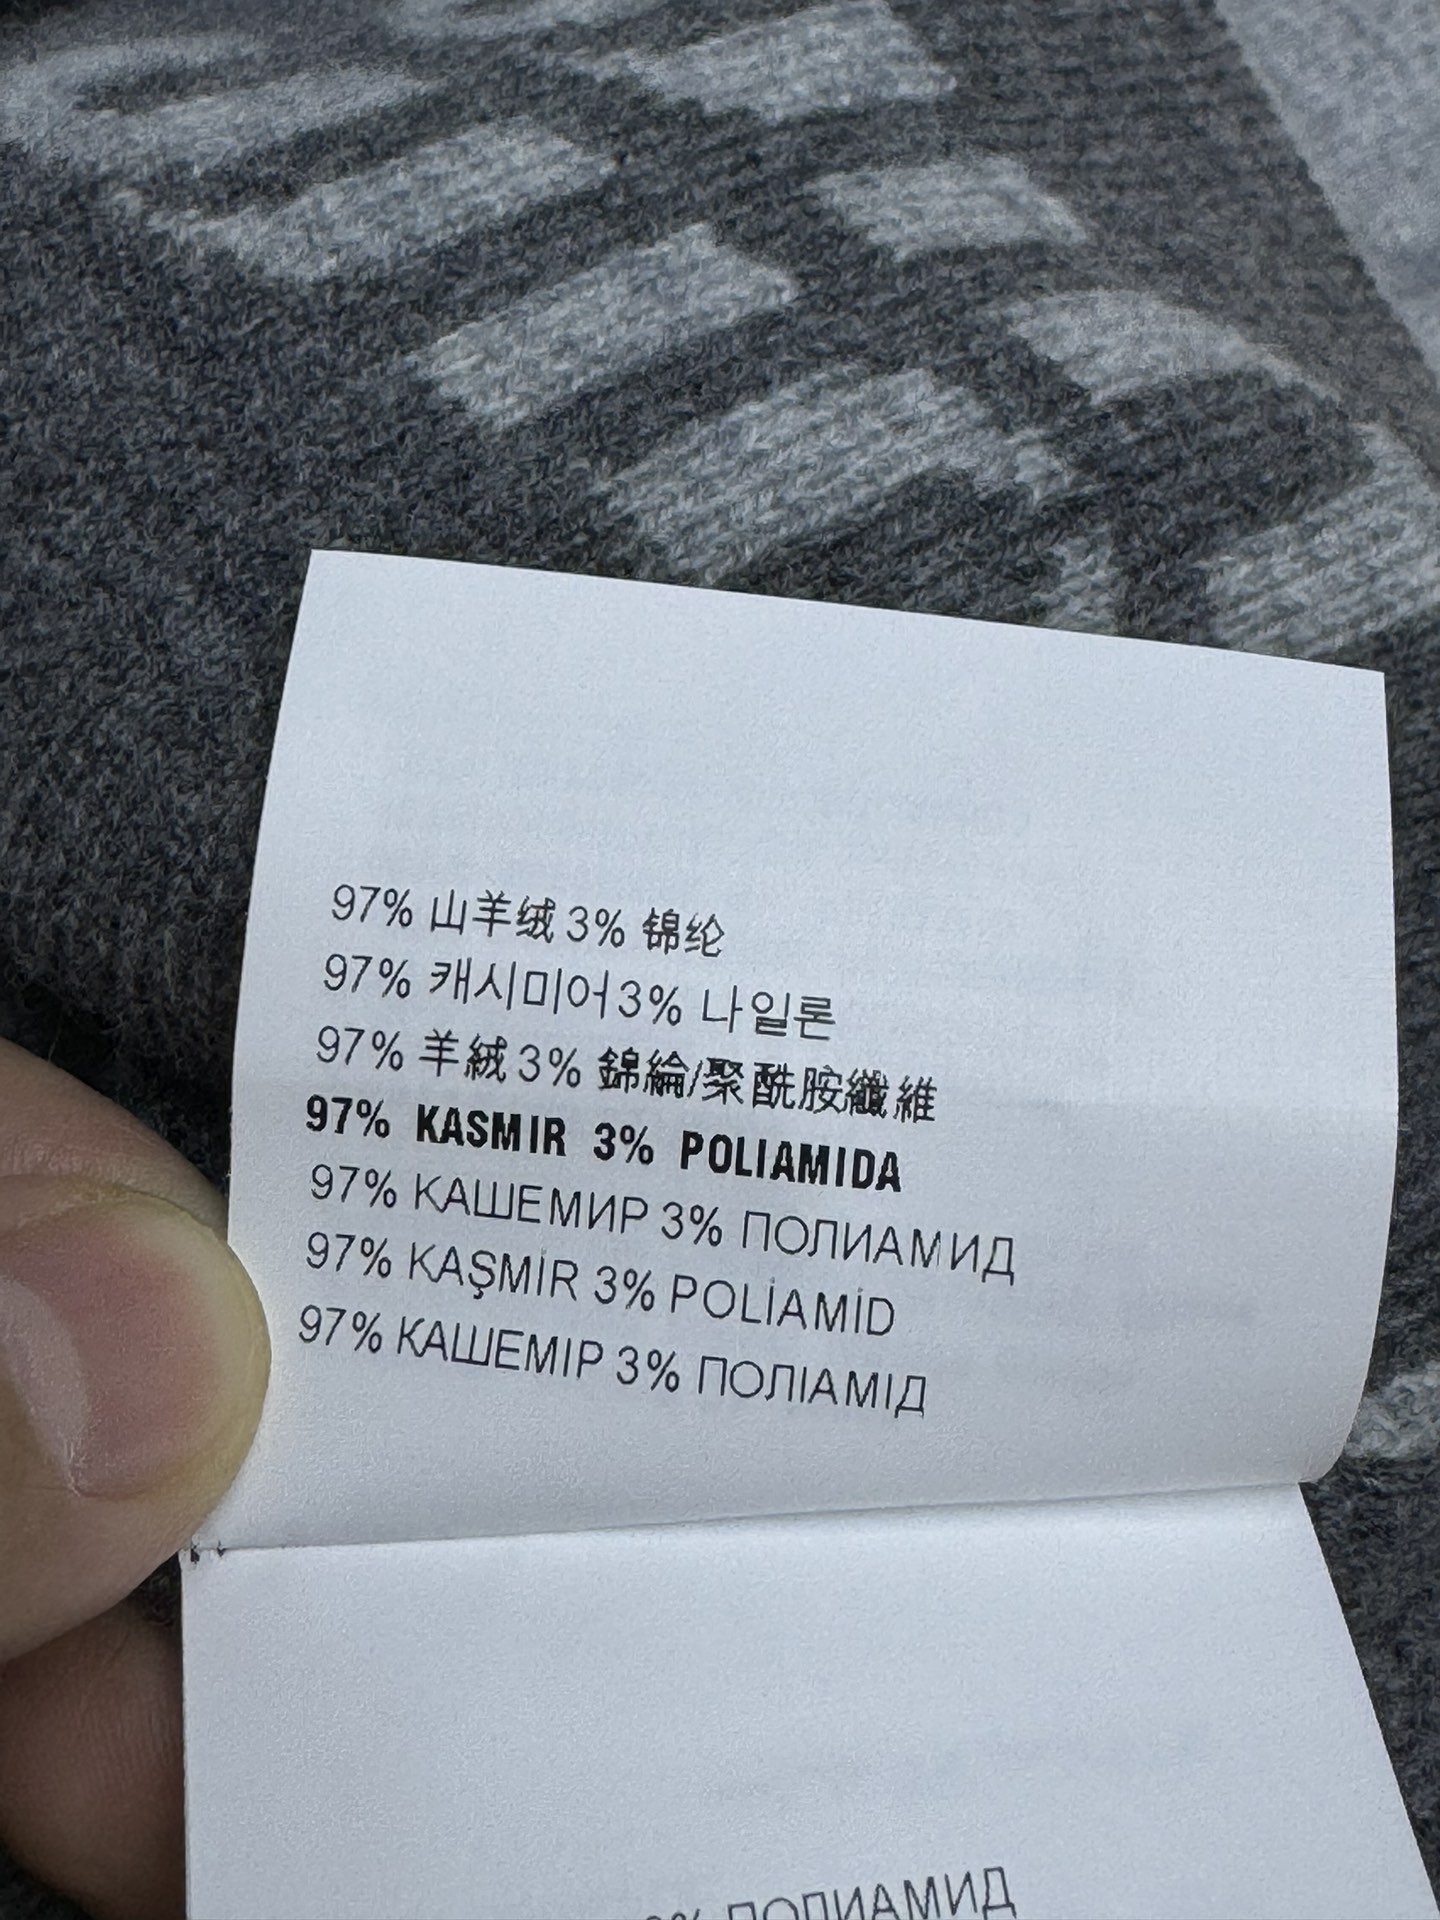 97% 山羊绒 3% 锦纶
97% 캐시미어 3% 나일론
97% 羊絨 3% 錦綸/聚酰胺纖維
97% KASMIR 3% POLIAMIDA
97% КАШЕМИР 3% ПОЛИАМИД
97% KAŞMİR 3% POLİAMİD
97% КАШЕМІР 3% ПОЛІАМІД
% ПОЛИАМИД